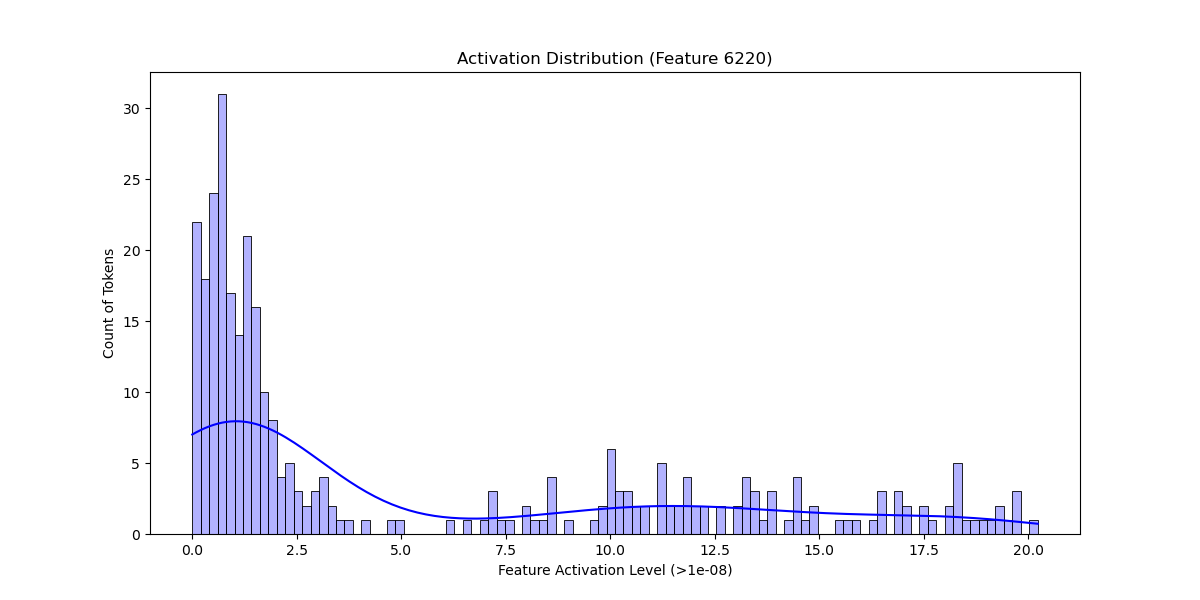 Activation Distribution (Feature 6220)
Count of Tokens
30
25
20
15
10
5
0
0.0 2.5 5.0 7.5 10.0 12.5 15.0 17.5 20.0
Feature Activation Level (>1e-08)